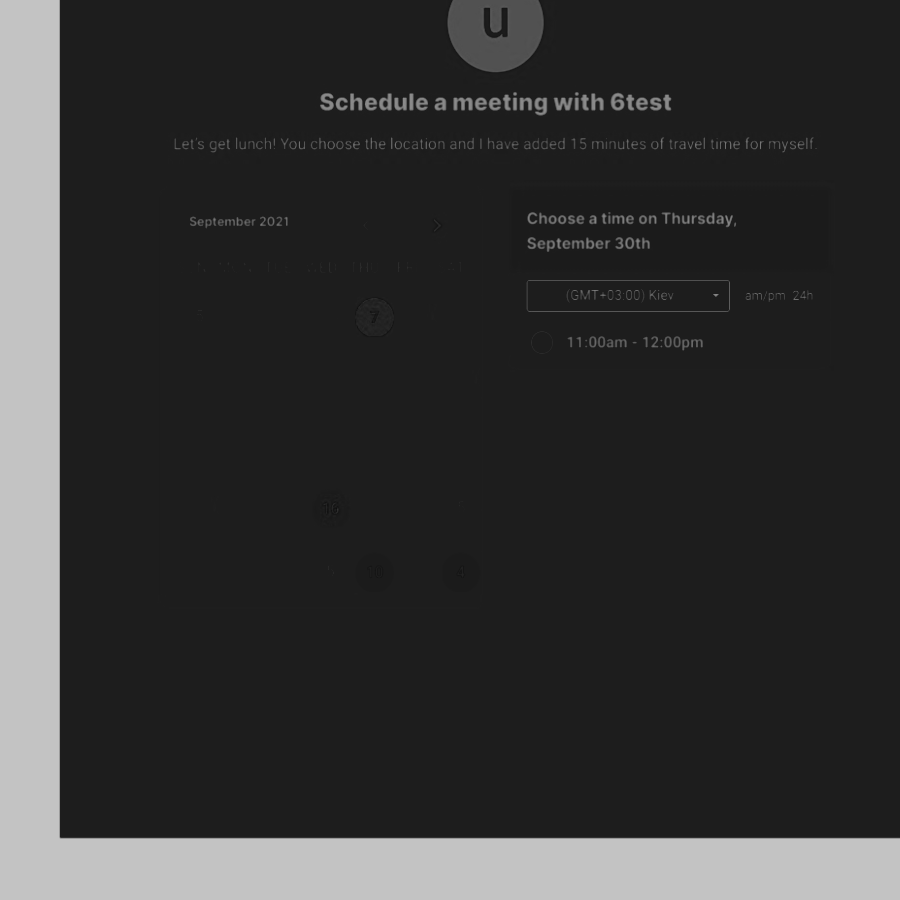 u
Schedule a meeting with 6test
Let's get lunch! You choose the location and I have added 15 minutes of travel time for myself.
September 2021
Choose a time on Thursday,
September 30th
(GMT+03:00) Kiev
am/pm 24h
7
11:00am - 12:00pm